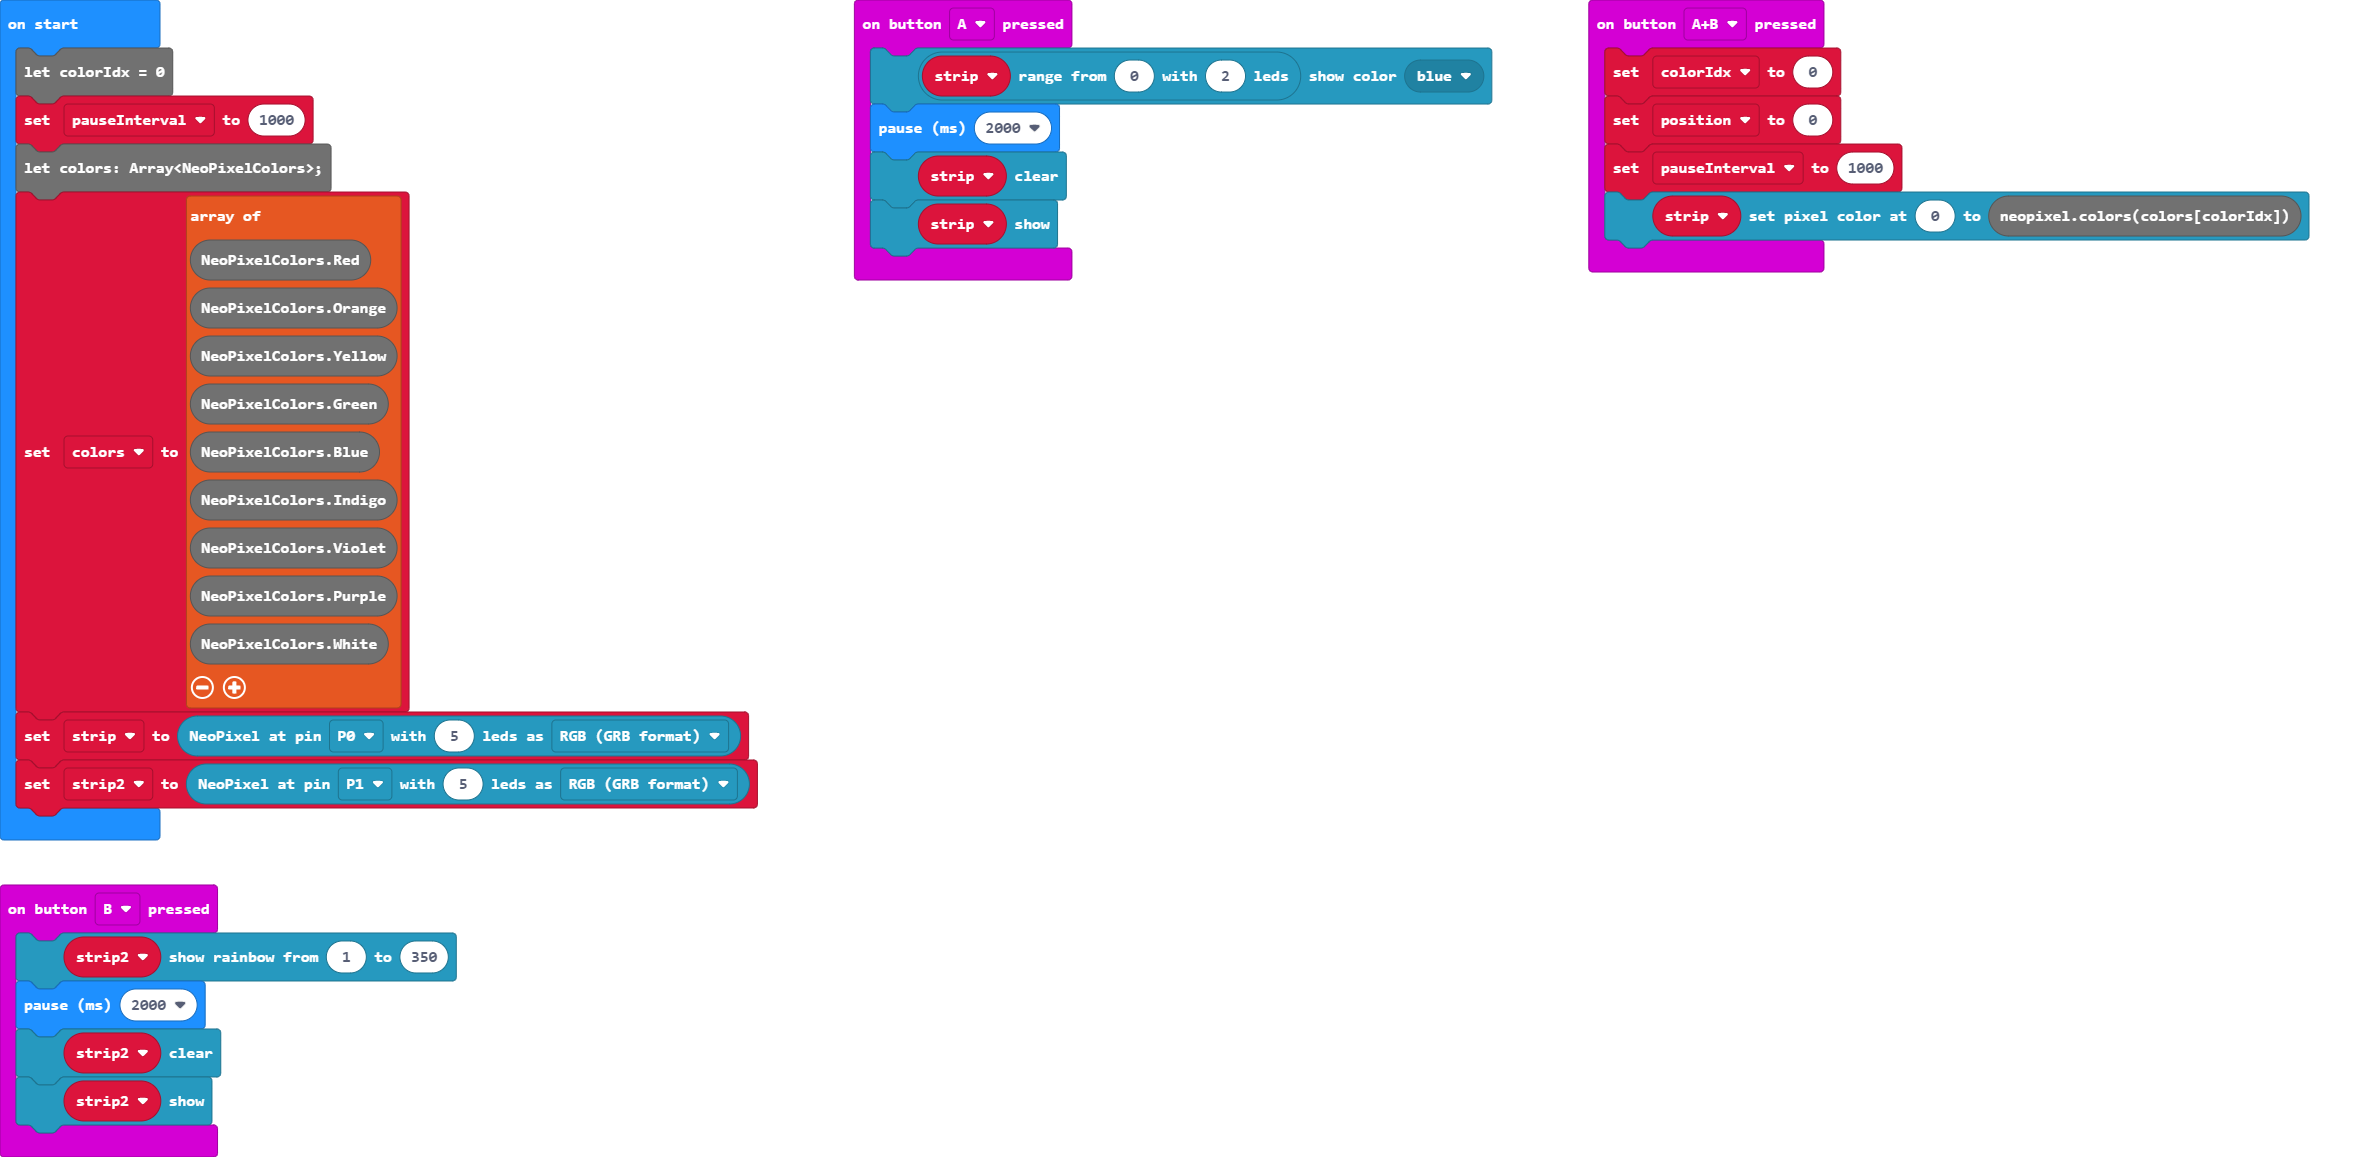 on start
let colorIdx = 0
set pauseInterval to 1000
let colors: Array<NeoPixelColors>;
set colors to
array of
NeoPixelColors.Red
NeoPixelColors.Orange
NeoPixelColors.Yellow
NeoPixelColors.Green
NeoPixelColors.Blue
NeoPixelColors.Indigo
NeoPixelColors.Violet
NeoPixelColors.Purple
NeoPixelColors.White
set strip to NeoPixel at pin P0 with 5 leds as RGB (GRB format)
set strip2 to NeoPixel at pin P1 with 5 leds as RGB (GRB format)
on button A pressed
strip range from 0 with 2 leds show color blue
pause (ms) 2000
strip clear
strip show
on button A+B pressed
set colorIdx to 0
set position to 0
set pauseInterval to 1000
strip set pixel color at 0 to neopixel.colors(colors[colorIdx])
on button B pressed
strip2 show rainbow from 1 to 350
pause (ms) 2000
strip2 clear
strip2 show